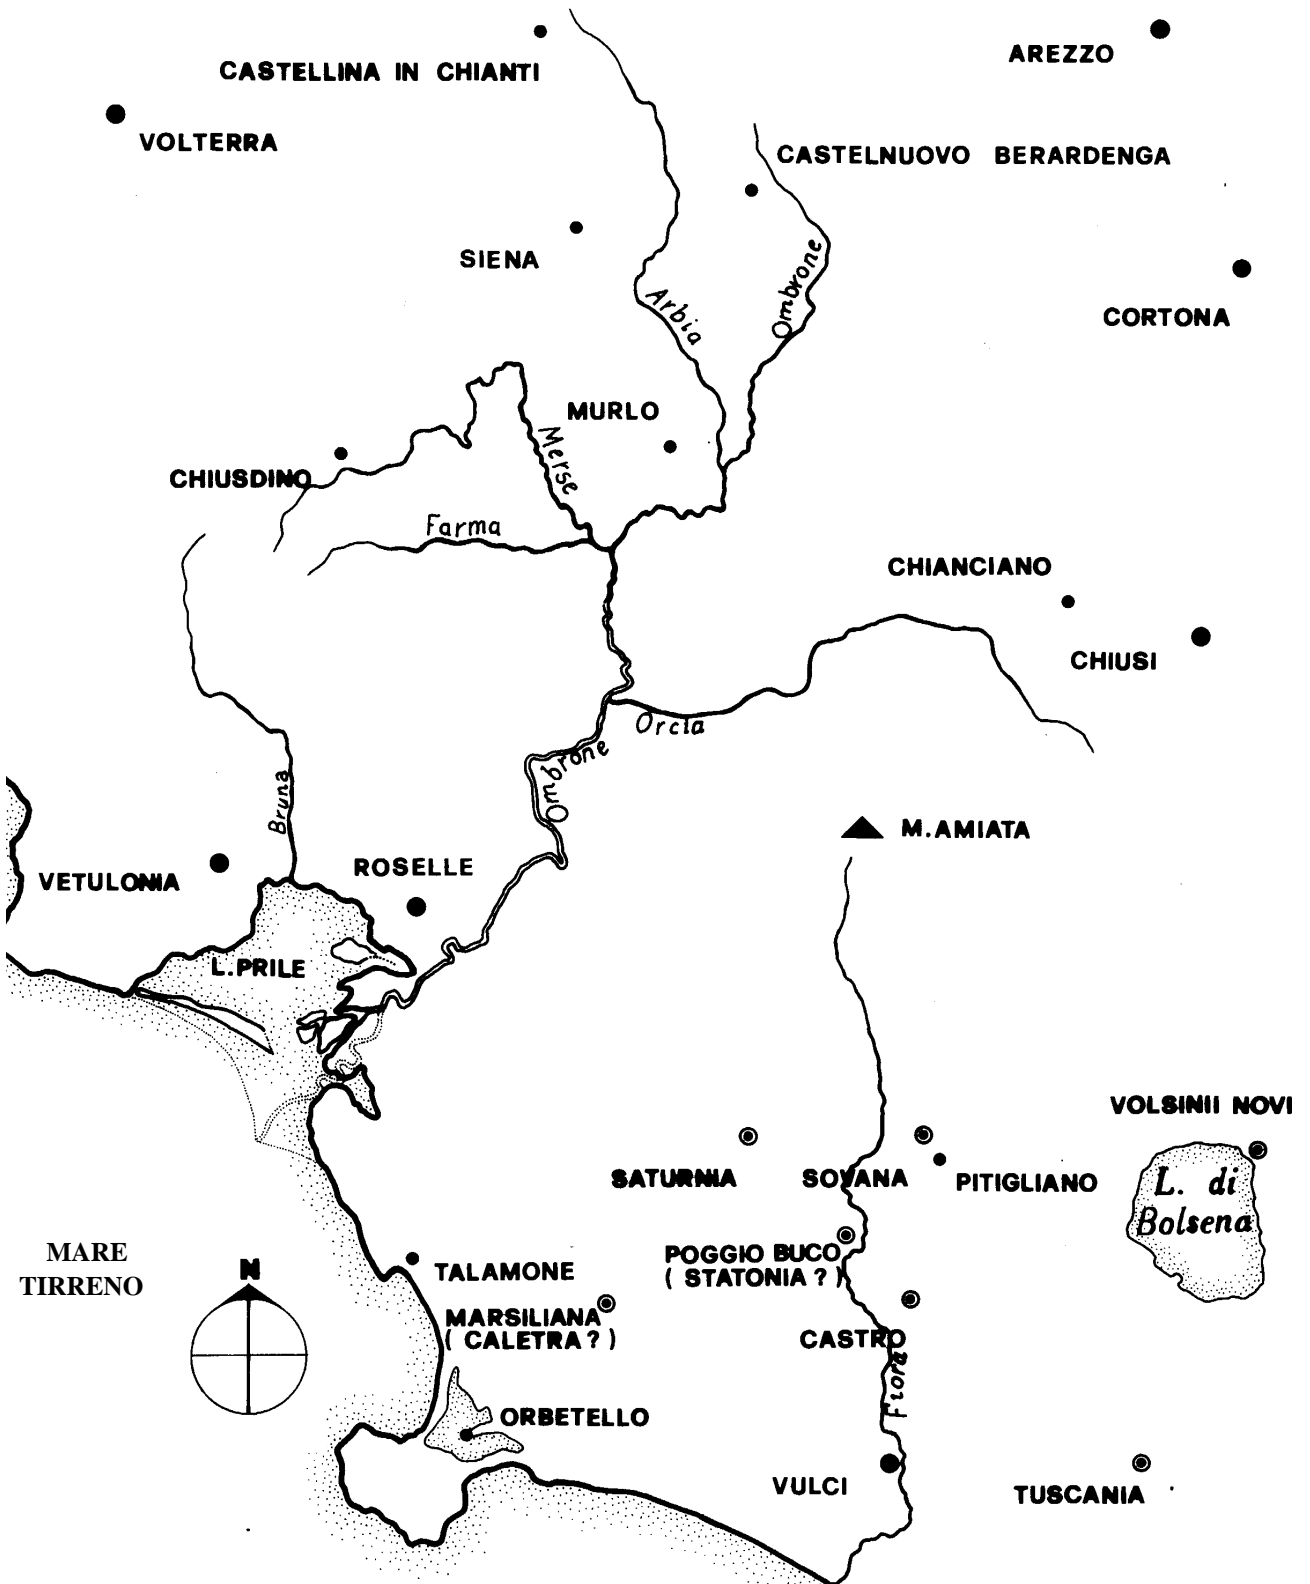 AREZZO
CASTELLINA IN CHIANTI
VOLTERRA
CASTELNUOVO BERARDENGA
SIENA
Ombrone
Arbia
CORTONA
MURLO
Merse
CHIUSDINO
Farma
CHIANCIANO
CHIUSI
Orcia
Ombrone
Bruna
M.AMIATA
ROSELLE
VETULONIA
L.PRILE
VOLSINII NOVI
SATURNIA
SOVANA
PITIGLIANO
L. di
Bolsena
MARE
TIRRENO
N
POGGIO BUCO
( STATONIA ? )
TALAMONE
MARSILIANA
( CALETRA ? )
CASTRO
Fiora
ORBETELLO
VULCI
TUSCANIA